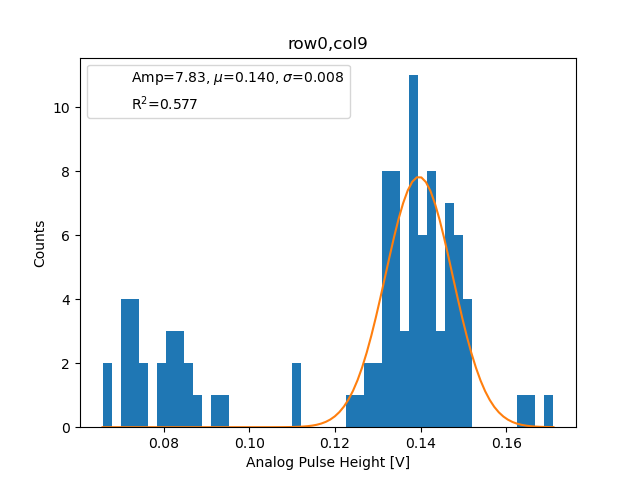 row0,col9
Amp=7.83, μ=0.140, σ=0.008
R²=0.577
Counts
10
8
6
4
2
0
0.08 0.10 0.12 0.14 0.16
Analog Pulse Height [V]